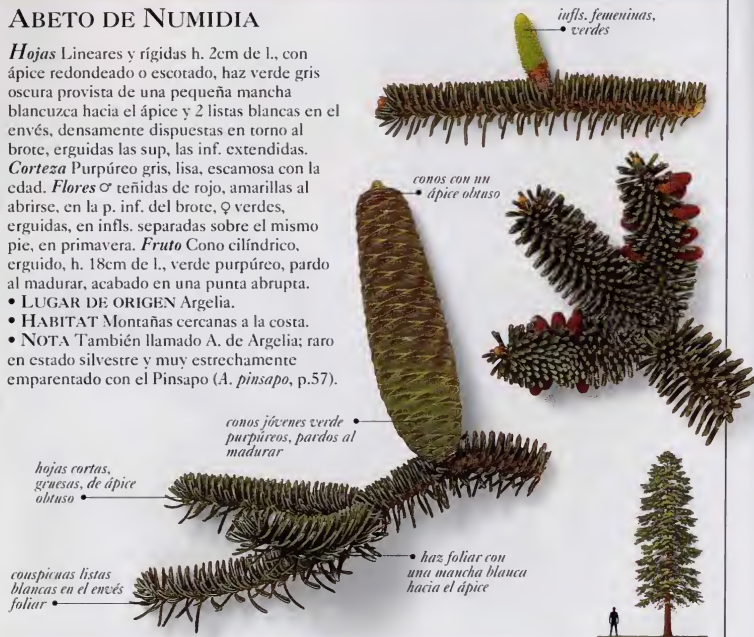 ABETO DE NUMIDIA
Hojas Lineares y rígidas h. 2cm de l., con
ápice redondeado o escotado, haz verde gris
oscura provista de una pequeña mancha
blancuzca hacia el ápice y 2 listas blancas en el
envés, densamente dispuestas en torno al
brote, erguidas las sup, las inf. extendidas.
Corteza Purpúreo gris, lisa, escamosa con la
edad. Flores ♂ teñidas de rojo, amarillas al
abrirse, en la p. inf. del brote, ♀ verdes,
erguidas, en infls. separadas sobre el mismo
pie, en primavera. Fruto Cono cilíndrico,
erguido, h. 18cm de l., verde purpúreo, pardo
al madurar, acabado en una punta abrupta.
• LUGAR DE ORIGEN Argelia.
• HABITAT Montañas cercanas a la costa.
• NOTA También llamado A. de Argelia; raro
en estado silvestre y muy estrechamente
emparentado con el Pinsapo (A. pinsapo, p.57).
infls. femeninas,
verdes
conos con un
ápice obtuso
conos jóvenes verde
purpúreos, pardos al
madurar
hojas cortas,
gruesas, de ápice
obtuso
conspicuas listas
blancas en el envés
foliar
haz foliar con
una mancha blanca
hacia el ápice